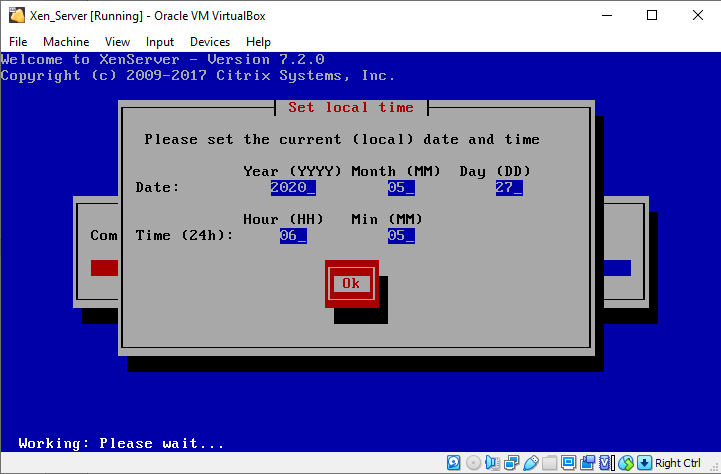 Xen_Server [Running] - Oracle VM VirtualBox
File Machine View Input Devices Help
Welcome to XenServer - Version 7.2.0
Copyright (c) 2009-2017 Citrix Systems, Inc.
Set local time
Please set the current (local) date and time
Year (YYYY) Month (MM) Day (DD)
Date: 2020_ 05_ 27_
Hour (HH) Min (MM)
Com
Time (24h): 06_ 05_
Ok
Working: Please wait...
Right Ctrl